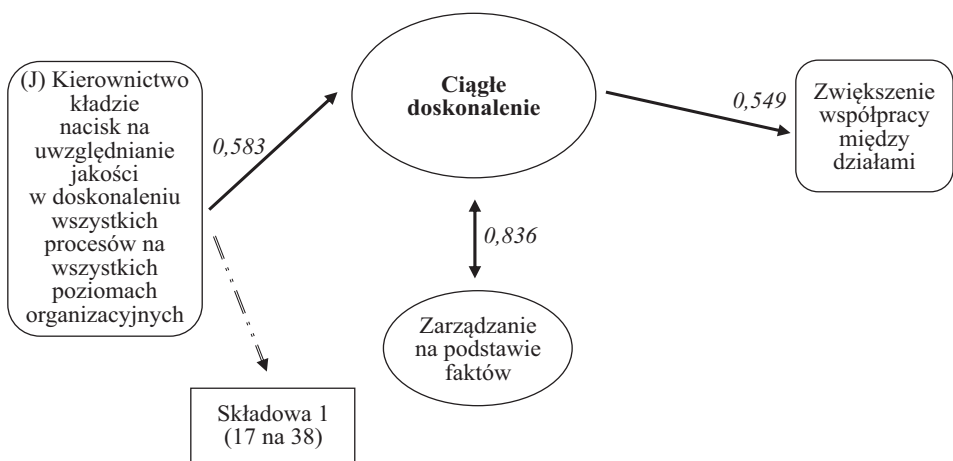 (J) Kierownictwo
kładzie
nacisk na
uwzględnianie
jakości
w doskonaleniu
wszystkich
procesów na
wszystkich
poziomach
organizacyjnych
0,583
Ciągłe
doskonalenie
0,549
Zwiększenie
współpracy
między
działami
0,836
Zarządzanie
na podstawie
faktów
Składowa 1
(17 na 38)